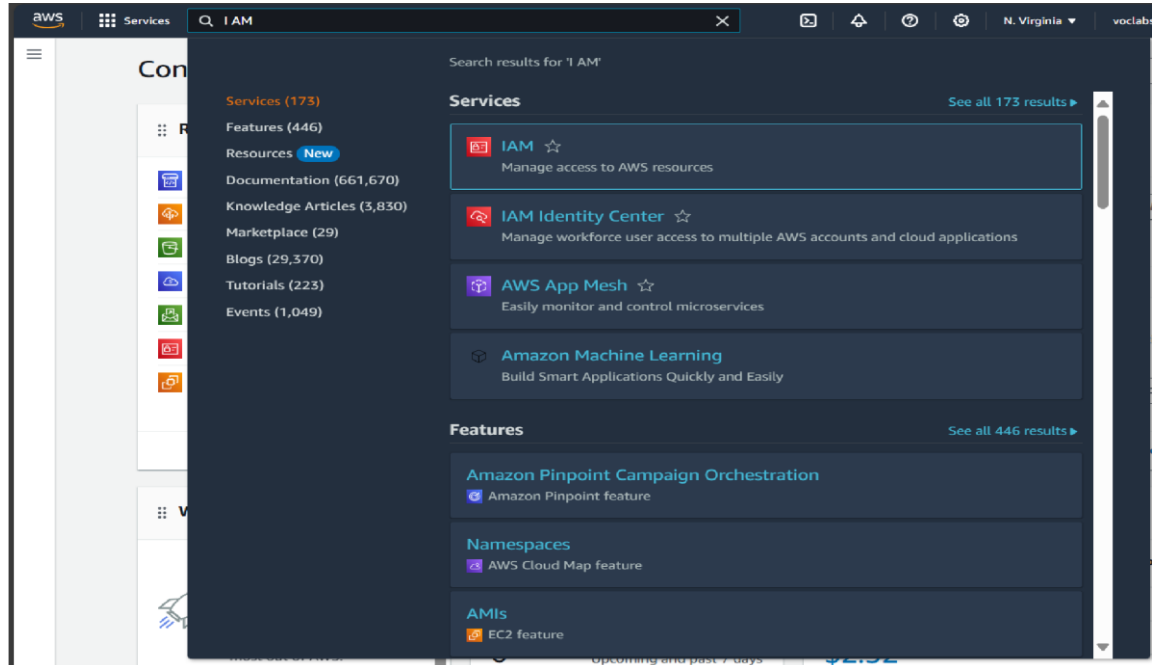 aws
Services
I AM
N. Virginia
voclabs
Con
Search results for 'I AM'
Services (173)
Features (446)
Resources New
Documentation (661,670)
Knowledge Articles (3,830)
Marketplace (29)
Blogs (29,370)
Tutorials (223)
Events (1,049)
Services
See all 173 results
IAM
Manage access to AWS resources
IAM Identity Center
Manage workforce user access to multiple AWS accounts and cloud applications
AWS App Mesh
Easily monitor and control microservices
Amazon Machine Learning
Build Smart Applications Quickly and Easily
Features
See all 446 results
Amazon Pinpoint Campaign Orchestration
Amazon Pinpoint feature
Namespaces
AWS Cloud Map feature
AMIs
EC2 feature
Upcoming and past 7 days